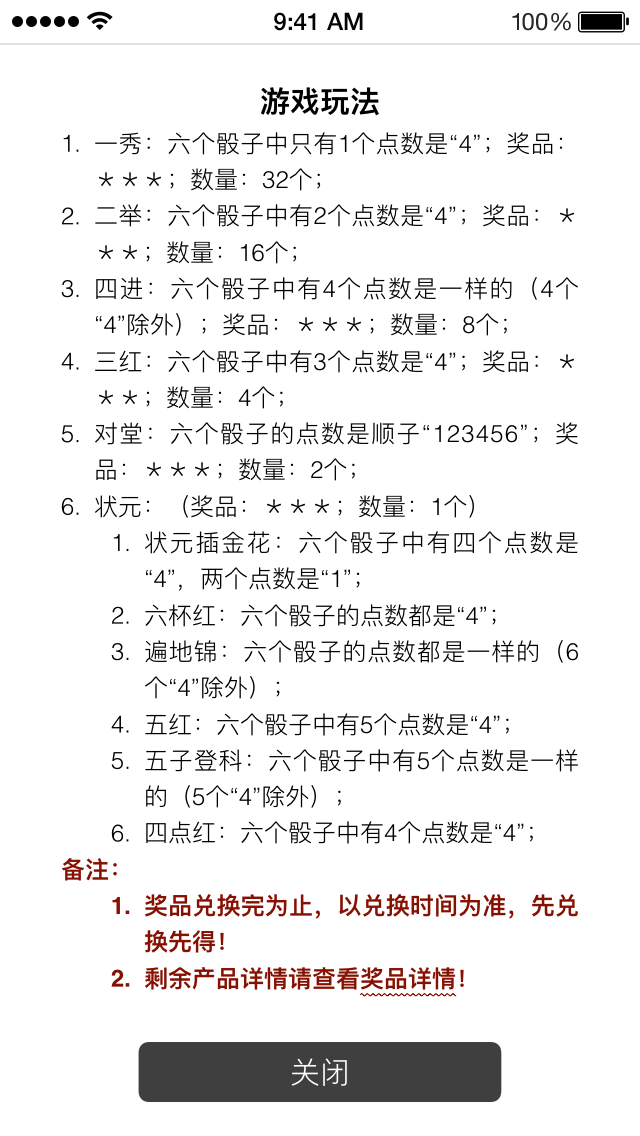 9:41 AM
100%
游戏玩法
1. 一秀：六个骰子中只有1个点数是“4”；奖品：
＊＊＊；数量：32个；
2. 二举：六个骰子中有2个点数是“4”；奖品：＊
＊＊；数量：16个；
3. 四进：六个骰子中有4个点数是一样的（4个
“4”除外）；奖品：＊＊＊；数量：8个；
4. 三红：六个骰子中有3个点数是“4”；奖品：＊
＊＊；数量：4个；
5. 对堂：六个骰子的点数是顺子“123456”；奖
品：＊＊＊；数量：2个；
6. 状元：（奖品：＊＊＊；数量：1个）
1. 状元插金花：六个骰子中有四个点数是
“4”，两个点数是“1”；
2. 六杯红：六个骰子的点数都是“4”；
3. 遍地锦：六个骰子的点数都是一样的（6
个“4”除外）；
4. 五红：六个骰子中有5个点数是“4”；
5. 五子登科：六个骰子中有5个点数是一样
的（5个“4”除外）；
6. 四点红：六个骰子中有4个点数是“4”；
备注：
1. 奖品兑换完为止，以兑换时间为准，先兑
换先得！
2. 剩余产品详情请查看奖品详情！
关闭